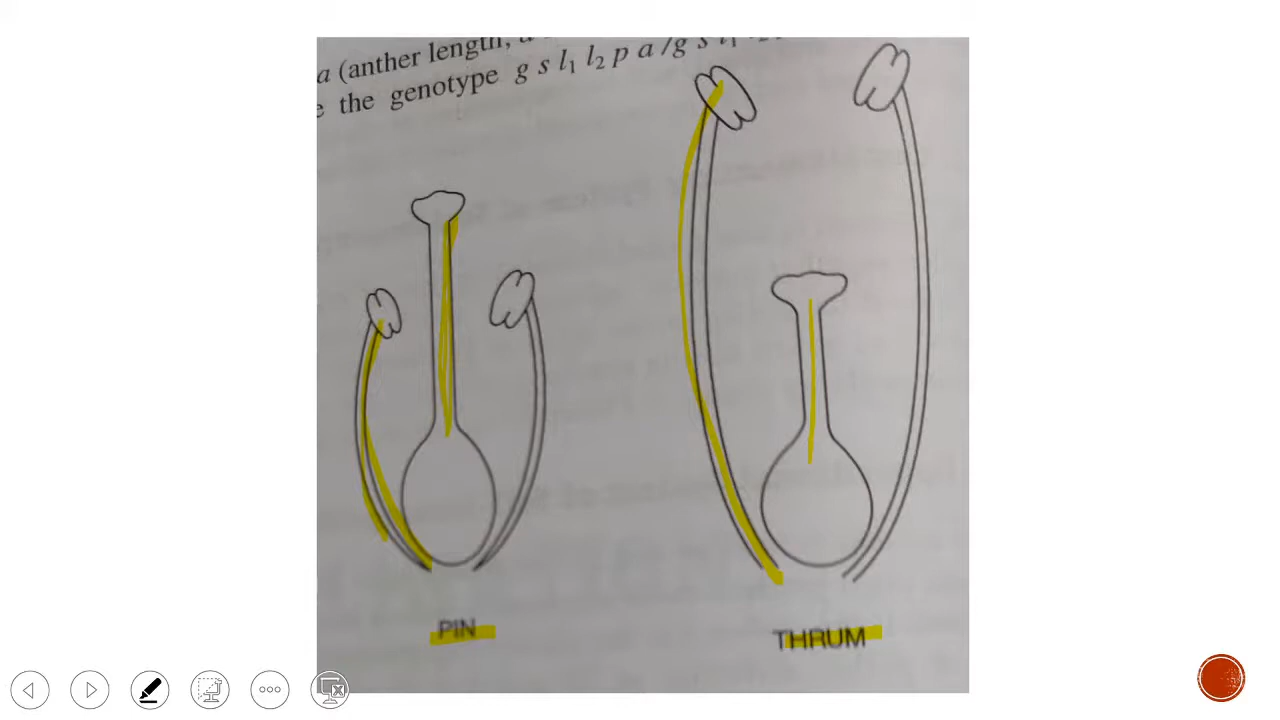 a (anther length,
the genotype g s l₁ l₂ p a/g s
PIN
THRUM